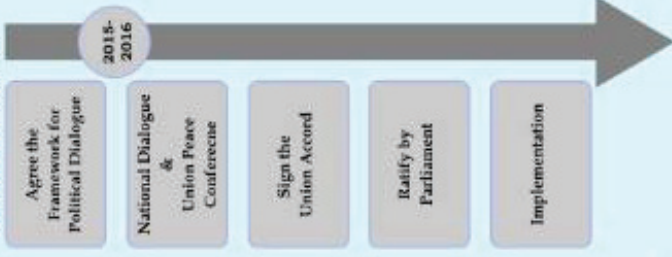 2015-
2016
Agree the
Framework for
Political Dialogue
National Dialogue
&
Union Peace
Conferecne
Sign the
Union Accord
Ratify by
Parliament
Implementation